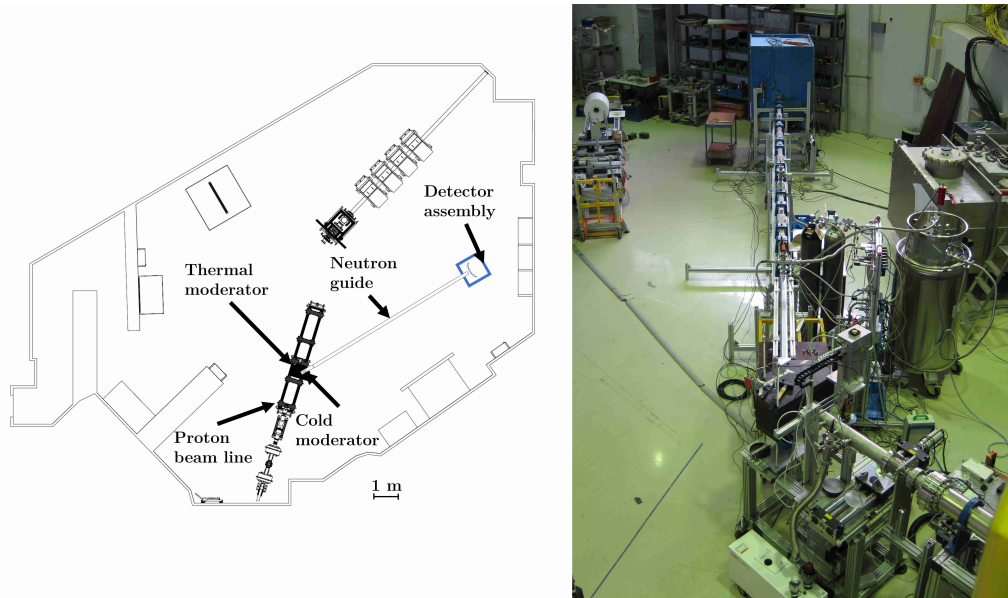 Detector
assembly
Thermal
moderator
Neutron
guide
Cold
moderator
Proton
beam line
1 m